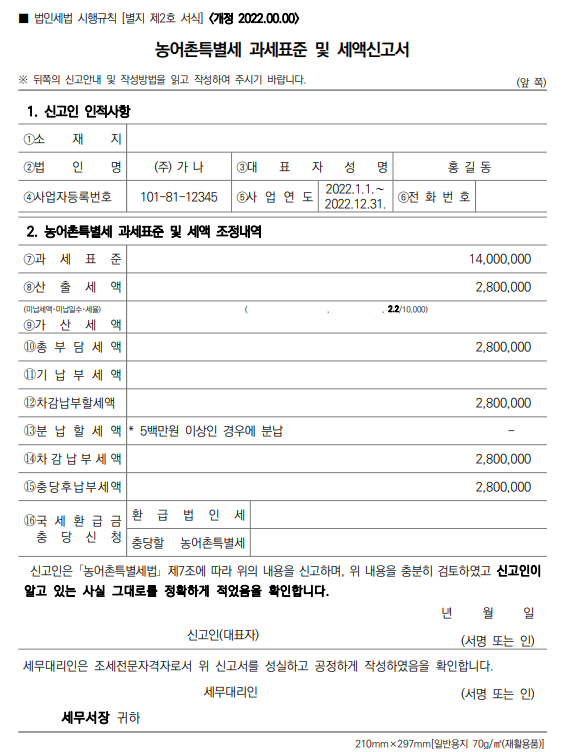 ■ 법인세법 시행규칙 [별지 제2호 서식] <개정 2022.00.00>
농어촌특별세 과세표준 및 세액신고서
※ 뒤쪽의 신고안내 및 작성방법을 읽고 작성하여 주시기 바랍니다.
(앞 쪽)
1. 신고인 인적사항
①소 재 지
②법 인 명 (주) 가 나 ③대 표 자 성 명 홍 길 동
④사업자등록번호 101-81-12345 ⑤사 업 연 도 2022.1.1.~ 2022.12.31. ⑥전 화 번 호
2. 농어촌특별세 과세표준 및 세액 조정내역
⑦과 세 표 준 14,000,000
⑧산 출 세 액 2,800,000
(미납세액·미납일수·세율)
⑨가 산 세 액 ( , , 2.2/10,000)
⑩총 부 담 세 액 2,800,000
⑪기 납 부 세 액
⑫차감납부할세액 2,800,000
⑬분 납 할 세 액 * 5백만원 이상인 경우에 분납 -
⑭차 감 납 부 세 액 2,800,000
⑮충당후납부세액 2,800,000
⑯국 세 환 급 금 충 당 신 청
환 급 법 인 세
충당할 농어촌특별세
신고인은 「농어촌특별세법」 제7조에 따라 위의 내용을 신고하며, 위 내용을 충분히 검토하였고 신고인이
알고 있는 사실 그대로를 정확하게 적었음을 확인합니다.
년 월 일
신고인(대표자) (서명 또는 인)
세무대리인은 조세전문자격자로서 위 신고서를 성실하고 공정하게 작성하였음을 확인합니다.
세무대리인 (서명 또는 인)
세무서장 귀하
210mm×297mm[일반용지 70g/㎡(재활용품)]